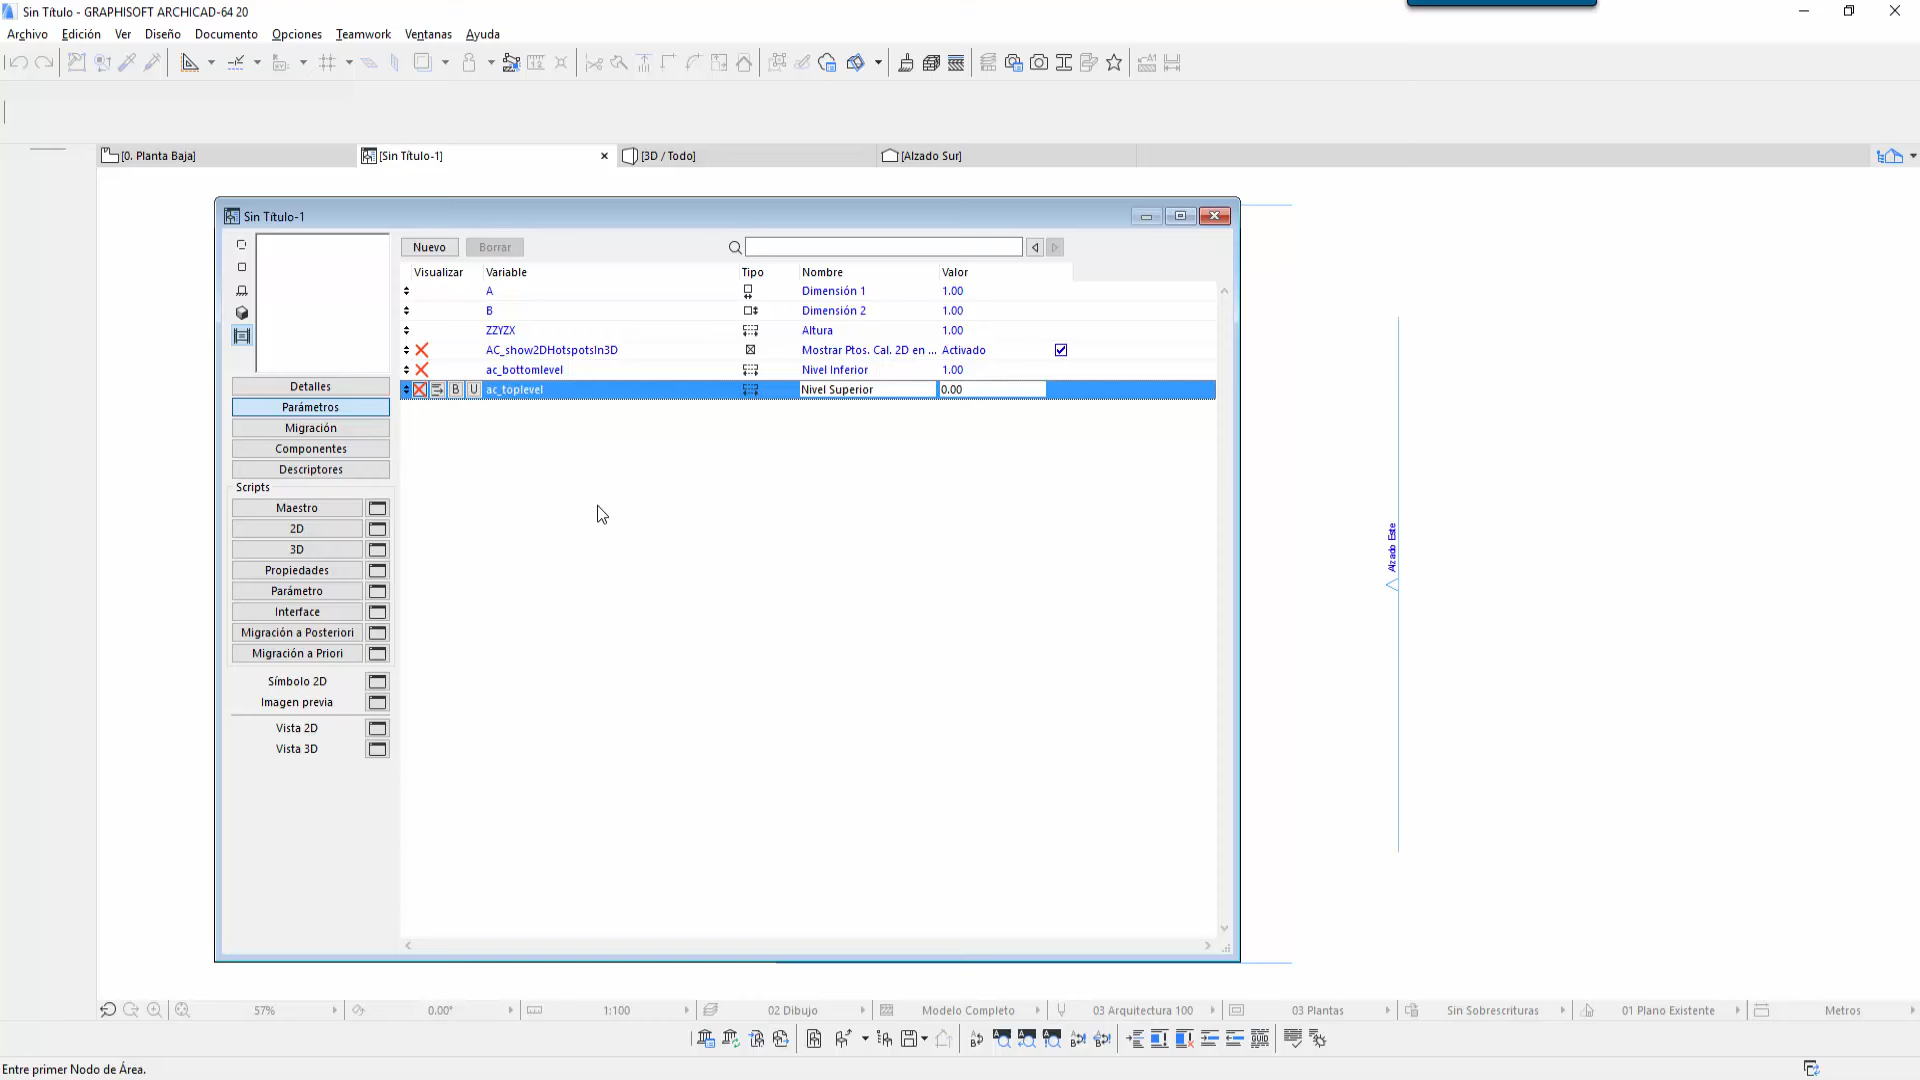 Sin Título - GRAPHISOFT ARCHICAD-64 20
Archivo Edición Ver Diseño Documento Opciones Teamwork Ventanas Ayuda
[0. Planta Baja] [Sin Título-1] [3D / Todo] [Alzado Sur]
Sin Título-1
Nuevo Borrar
Visualizar Variable Tipo Nombre Valor
A Dimensión 1 1.00
B Dimensión 2 1.00
ZZYZX Altura 1.00
AC_show2DHotspotsIn3D Mostrar Ptos. Cal. 2D en ... Activado
ac_bottomlevel Nivel Inferior 1.00
B U ac_toplevel Nivel Superior 0.00
Detalles
Parámetros
Migración
Componentes
Descriptores
Scripts
Maestro
2D
3D
Propiedades
Parámetro
Interface
Migración a Posteriori
Migración a Priori
Símbolo 2D
Imagen previa
Vista 2D
Vista 3D
Alzado Este
57% 0.00° 1:100 02 Dibujo Modelo Completo 03 Arquitectura 100 03 Plantas Sin Sobrescrituras 01 Plano Existente Metros
GUID
Entre primer Nodo de Área.